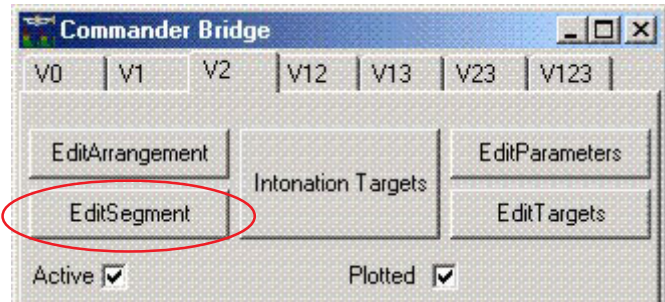 Commander Bridge
V0 V1 V2 V12 V13 V23 V123
EditArrangement
Intonation Targets
EditParameters
EditSegment
EditTargets
Active Plotted